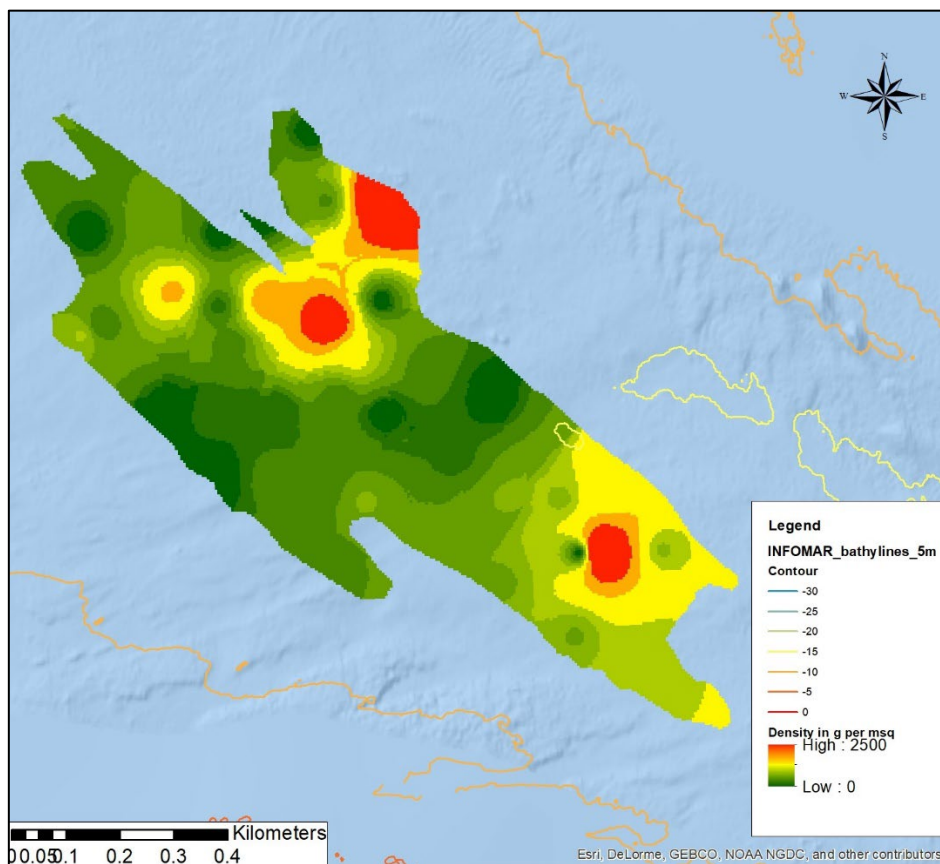 N
W E
S
Legend
INFOMAR_bathylines_5m
Contour
-30
-25
-20
-15
-10
-5
0
Density in g per msq
High : 2500
Low : 0
Kilometers
0 0.05 0.1 0.2 0.3 0.4
Esri, DeLorme, GEBCO, NOAA NGDC, and other contributors